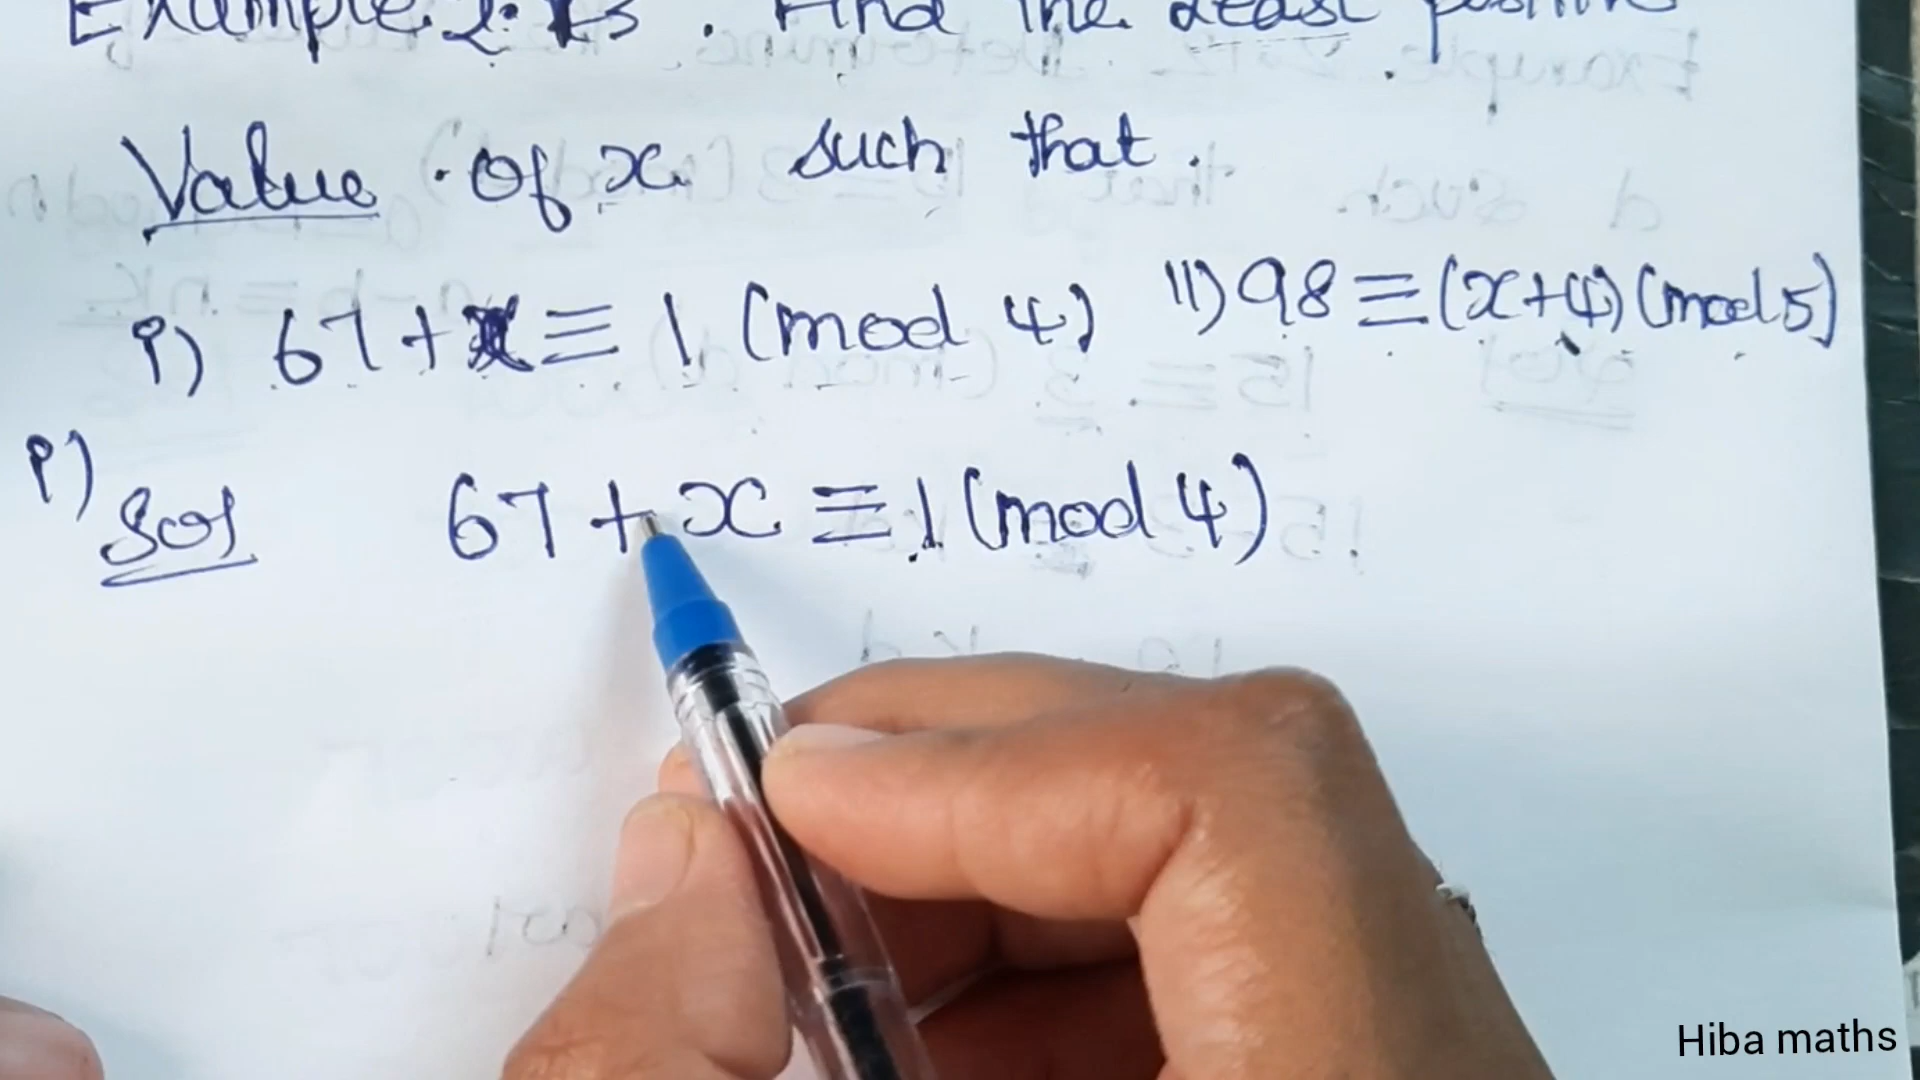 Example 2.13. Find the Least positive
Value of x such that.
i) 67+x≡1 (mod 4) ii) 98≡(x+4)(mod 5)
i)
Sol 67+x≡1(mod 4)
Hiba maths